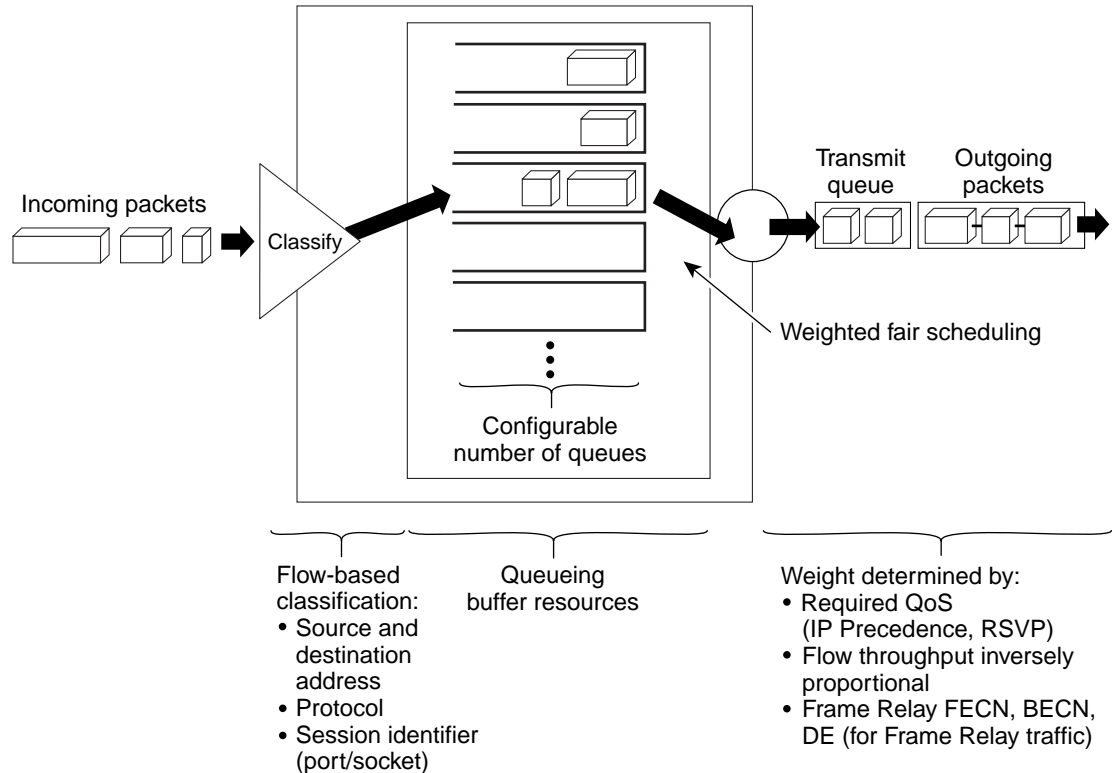 Incoming packets
Classify
Transmit
queue
Outgoing
packets
Weighted fair scheduling
Configurable
number of queues
Flow-based
classification:
• Source and
destination
address
• Protocol
• Session identifier
(port/socket)
Queueing
buffer resources
Weight determined by:
• Required QoS
(IP Precedence, RSVP)
• Flow throughput inversely
proportional
• Frame Relay FECN, BECN,
DE (for Frame Relay traffic)